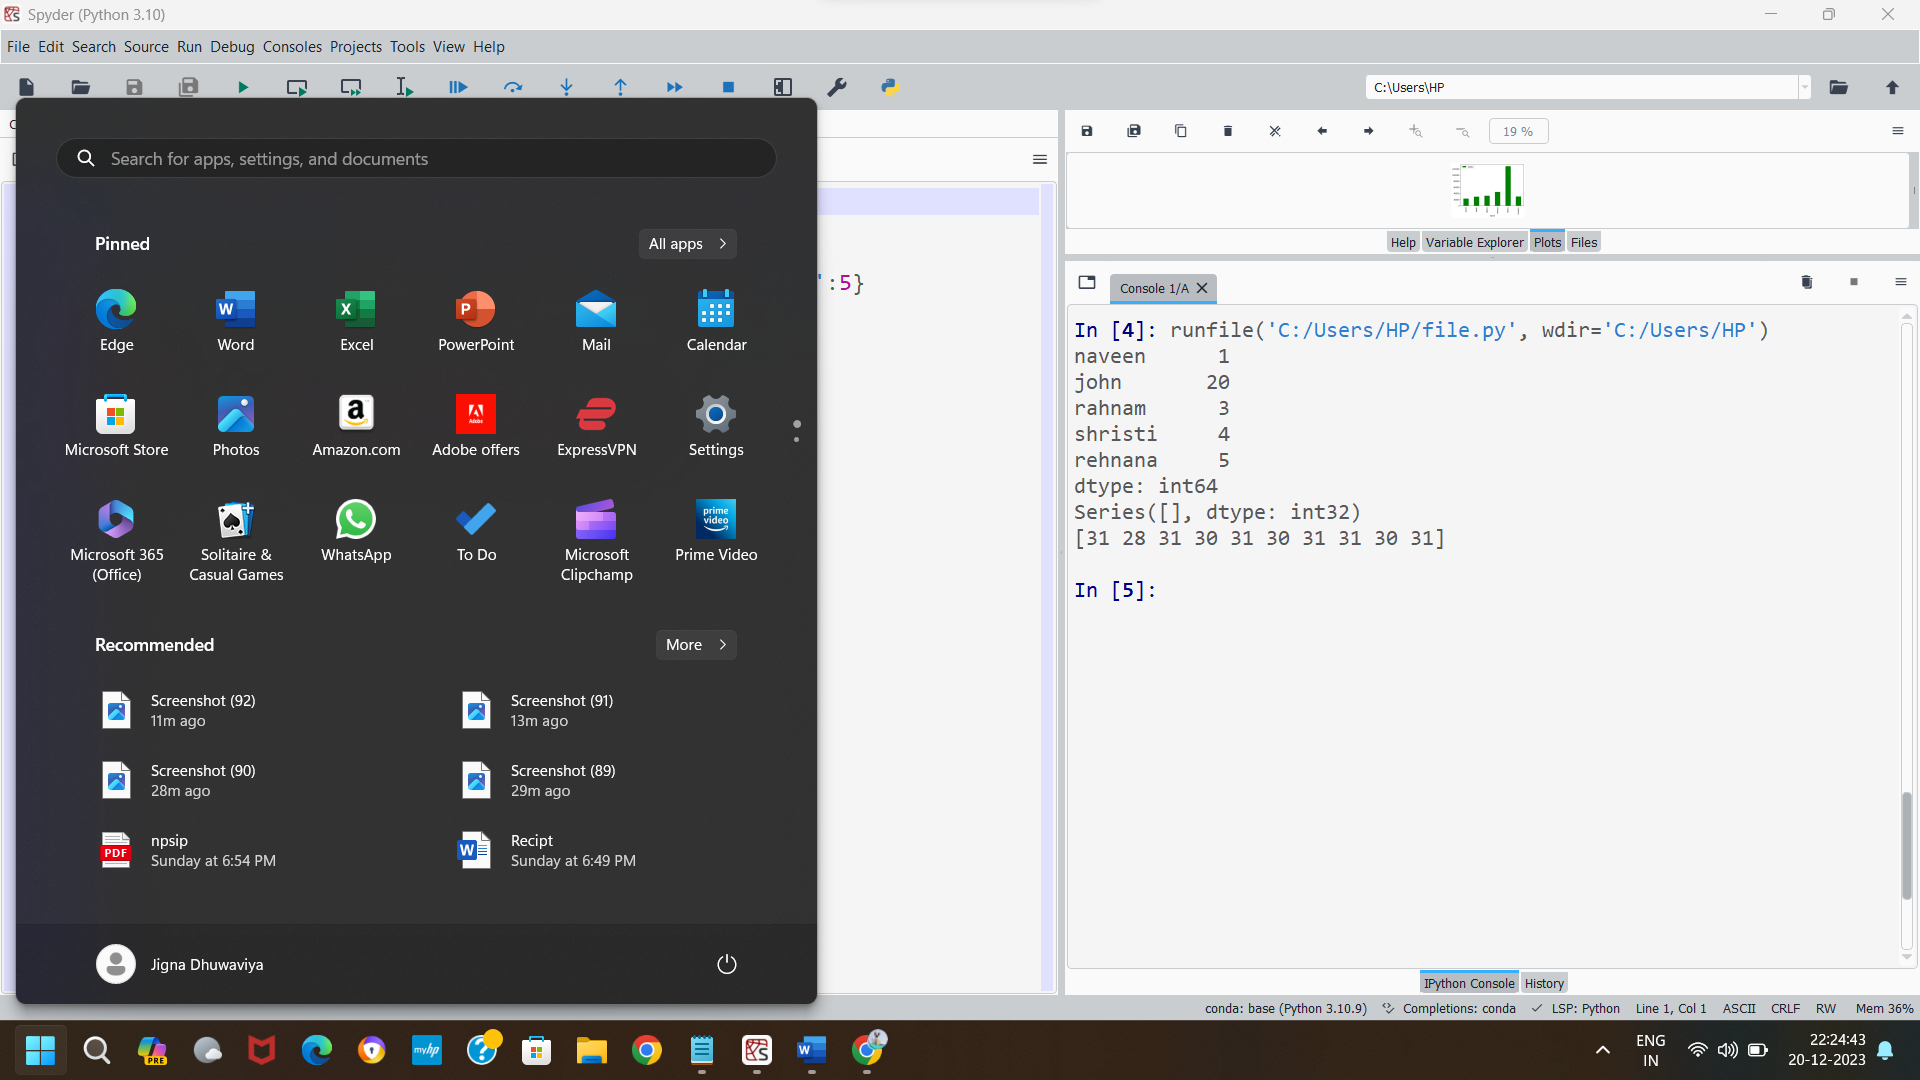 Spyder (Python 3.10)
File Edit Search Source Run Debug Consoles Projects Tools View Help
C:\Users\HP
Search for apps, settings, and documents
19 %
Pinned
All apps
Help Variable Explorer Plots Files
':5}
Console 1/A
Edge Word Excel PowerPoint Mail Calendar
Microsoft Store Photos Amazon.com Adobe offers ExpressVPN Settings
Microsoft 365 (Office) Solitaire & Casual Games WhatsApp To Do Microsoft Clipchamp Prime Video
prime video
Adobe
Recommended
More
Screenshot (92)
11m ago
Screenshot (91)
13m ago
Screenshot (90)
28m ago
Screenshot (89)
29m ago
PDF
npsip
Sunday at 6:54 PM
Recipt
Sunday at 6:49 PM
Jigna Dhuwaviya
In [4]: runfile('C:/Users/HP/file.py', wdir='C:/Users/HP')
naveen 1
john 20
rahnam 3
shristi 4
rehnana 5
dtype: int64
Series([], dtype: int32)
[31 28 31 30 31 30 31 31 30 31]
In [5]:
IPython Console History
conda: base (Python 3.10.9) Completions: conda LSP: Python Line 1, Col 1 ASCII CRLF RW Mem 36%
PRE
myhp
ENG
IN
22:24:43
20-12-2023